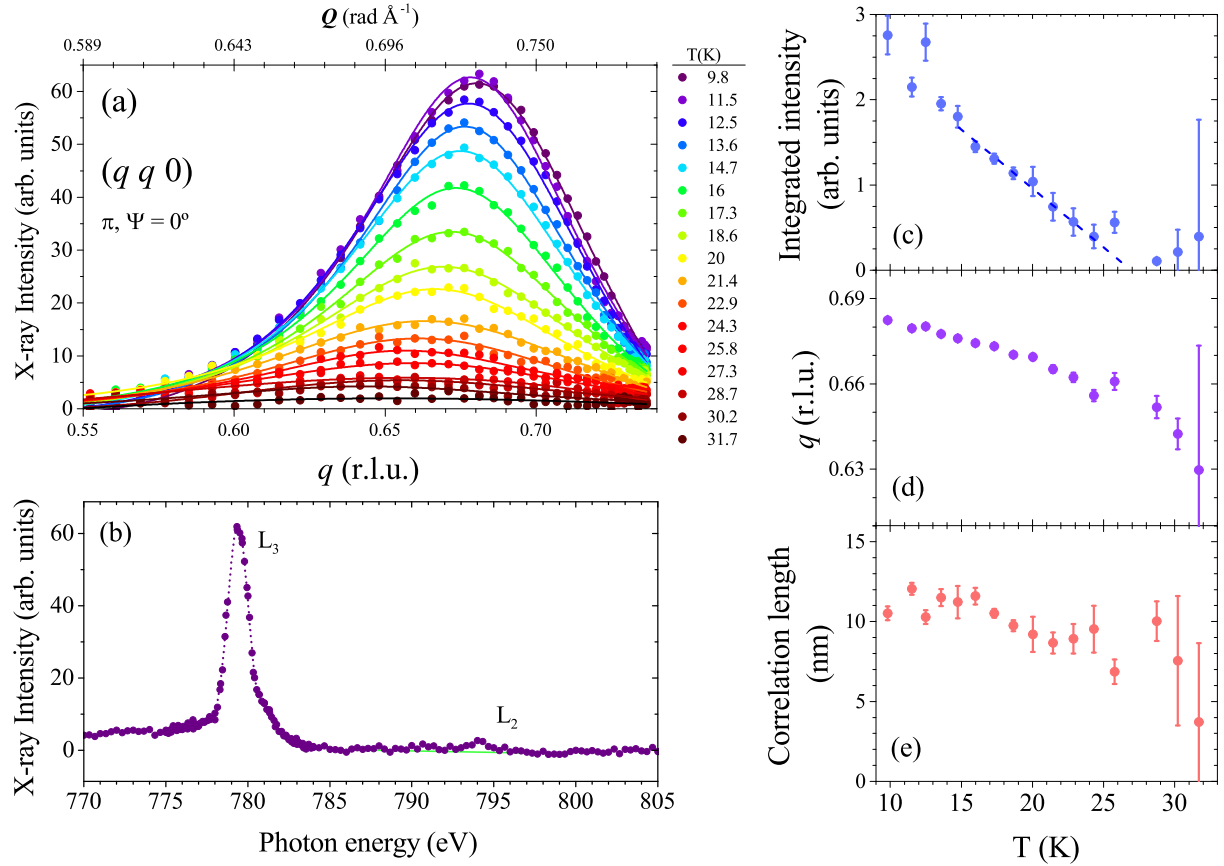 Q (rad Å⁻¹)
0.589 0.643 0.696 0.750
X-ray Intensity (arb. units)
60
50
40
30
20
10
0
(a)
(q q 0)
π, Ψ = 0º
0.55 0.60 0.65 0.70
q (r.l.u.)
T(K)
9.8
11.5
12.5
13.6
14.7
16
17.3
18.6
20
21.4
22.9
24.3
25.8
27.3
28.7
30.2
31.7
X-ray Intensity (arb. units)
60
40
20
0
(b)
L₃
L₂
770 775 780 785 790 795 800 805
Photon energy (eV)
Integrated intensity
(arb. units)
3
2
1
0
(c)
q (r.l.u.)
0.69
0.66
0.63
(d)
Correlation length
(nm)
15
10
5
0
(e)
10 15 20 25 30
T (K)